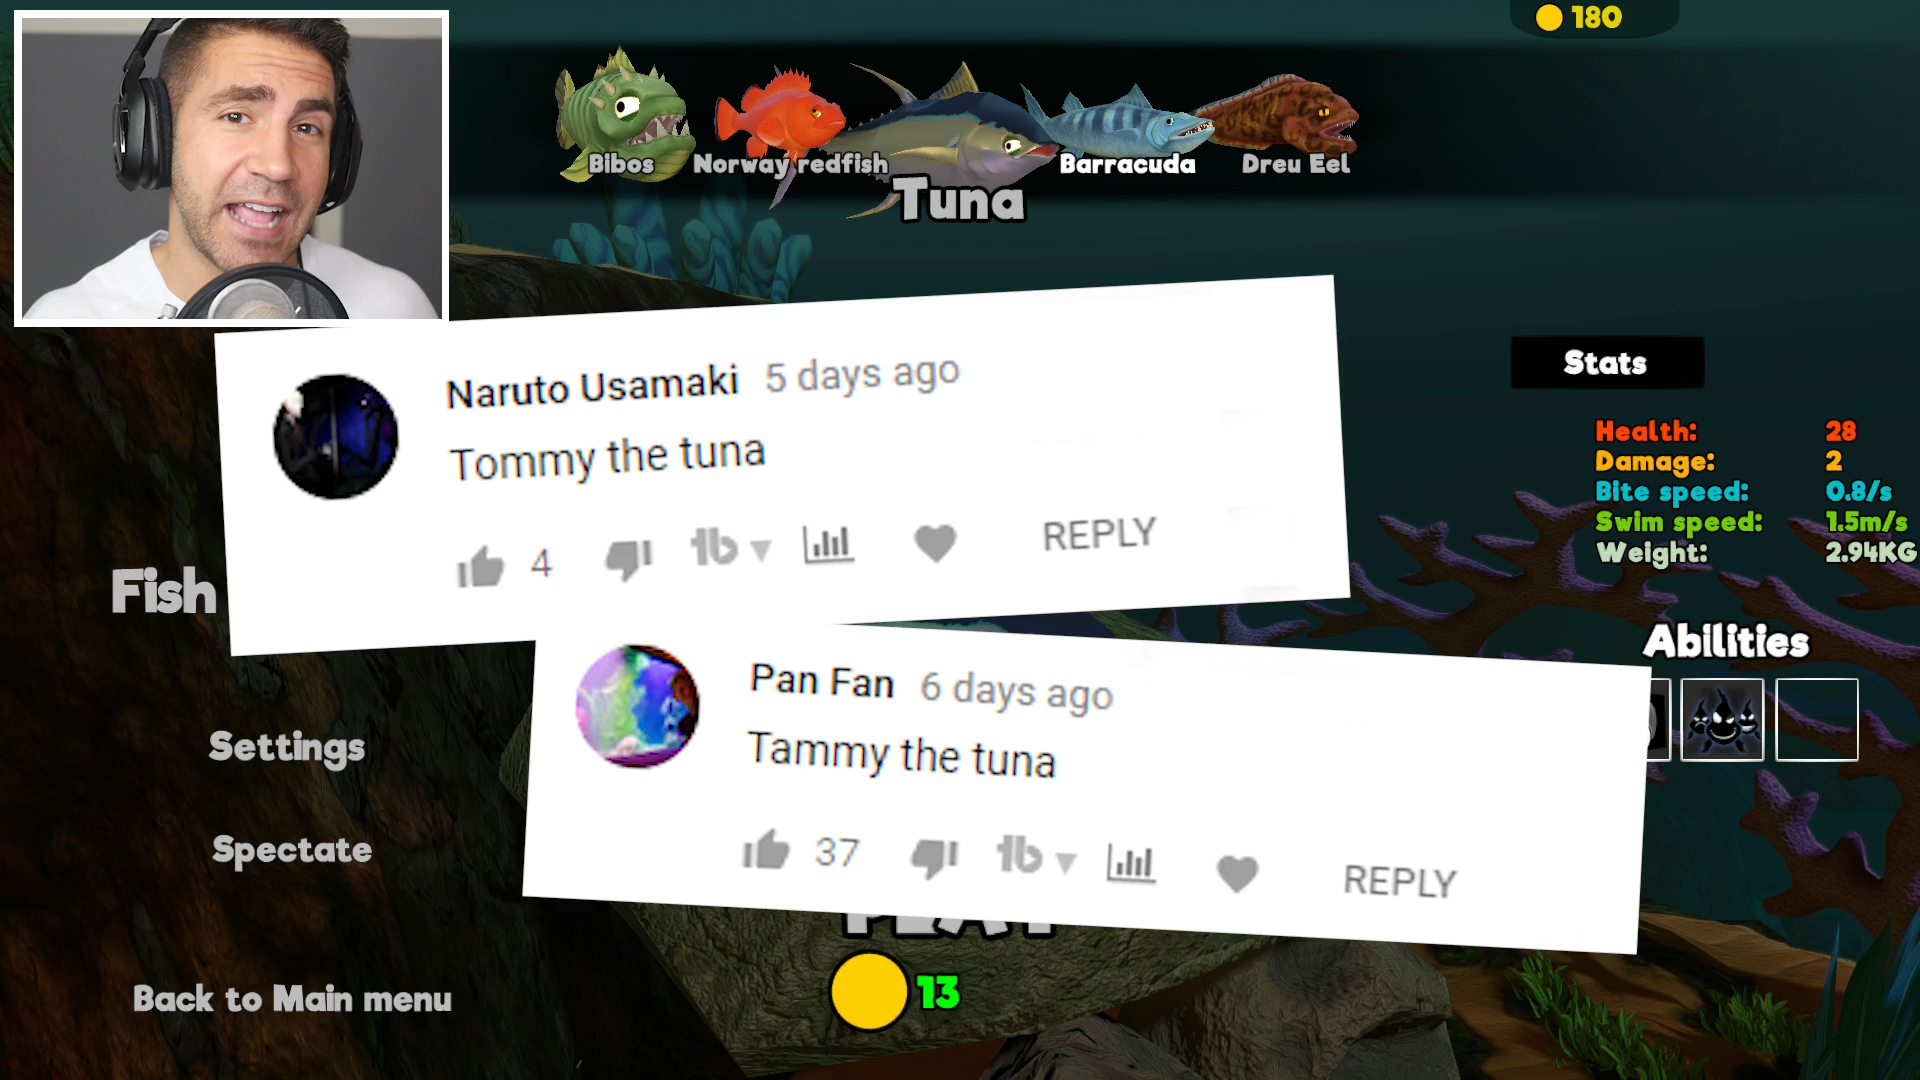 180
Bibos
Norway redfish
Tuna
Barracuda
Dreu Eel
Naruto Usamaki 5 days ago
Tommy the tuna
4
REPLY
Pan Fan 6 days ago
Tammy the tuna
37
REPLY
Stats
Health: 28
Damage: 2
Bite speed: 0.8/s
Swim speed: 1.5m/s
Weight: 2.94KG
Abilities
Fish
Settings
Spectate
Back to Main menu
13